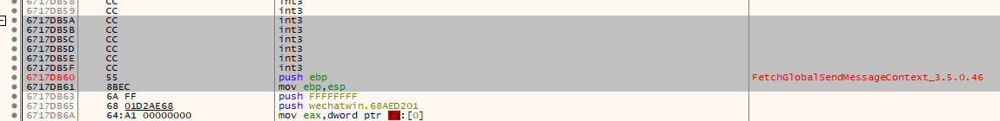 6717DB58 CC int3
6717DB59 CC int3
6717DB5A CC int3
6717DB5B CC int3
6717DB5C CC int3
6717DB5D CC int3
6717DB5E CC int3
6717DB5F CC int3
6717DB60 55 push ebp FetchGlobalSendMessageContext_3.5.0.46
6717DB61 8BEC mov ebp,esp
6717DB63 6A FF push FFFFFFFF
6717DB65 68 01D2AE68 push wechatwin.68AED201
6717DB6A 64:A1 00000000 mov eax,dword ptr fs:[0]